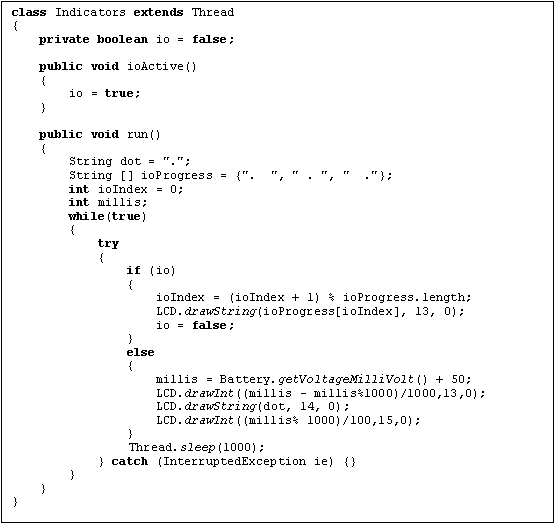 class Indicators extends Thread
{
    private boolean io = false;

    public void ioActive()
    {
        io = true;
    }

    public void run()
    {
        String dot = ".";
        String [] ioProgress = {".  ", " . ", "  ."};
        int ioIndex = 0;
        int millis;
        while(true)
        {
            try
            {
                if (io)
                {
                    ioIndex = (ioIndex + 1) % ioProgress.length;
                    LCD.drawString(ioProgress[ioIndex], 13, 0);
                    io = false;
                }
                else
                {
                    millis = Battery.getVoltageMilliVolt() + 50;
                    LCD.drawInt((millis - millis%1000)/1000,13,0);
                    LCD.drawString(dot, 14, 0);
                    LCD.drawInt((millis% 1000)/100,15,0);
                }
                Thread.sleep(1000);
            } catch (InterruptedException ie) {}
        }
    }
}